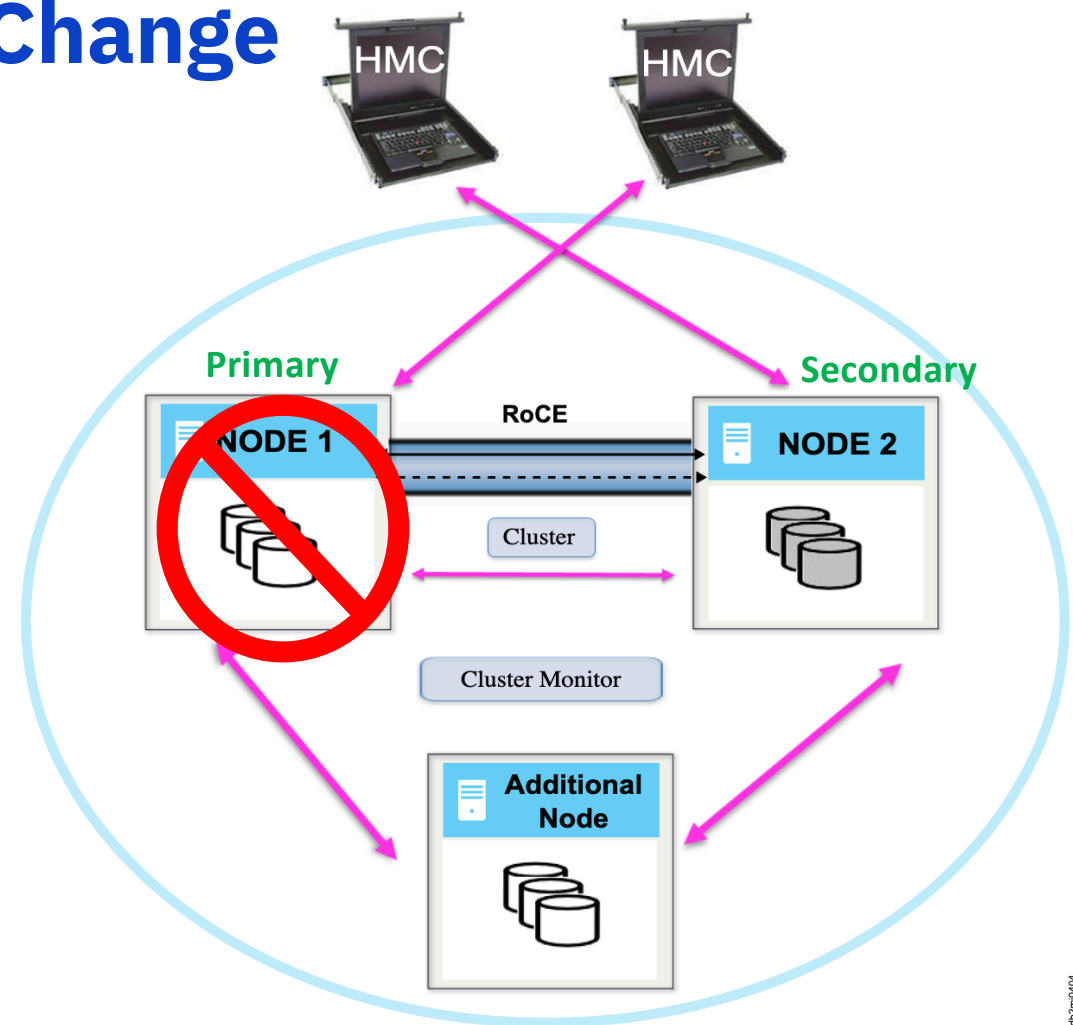 Change
HMC
HMC
Primary
Secondary
RoCE
NODE 1
NODE 2
Cluster
Cluster Monitor
Additional
Node